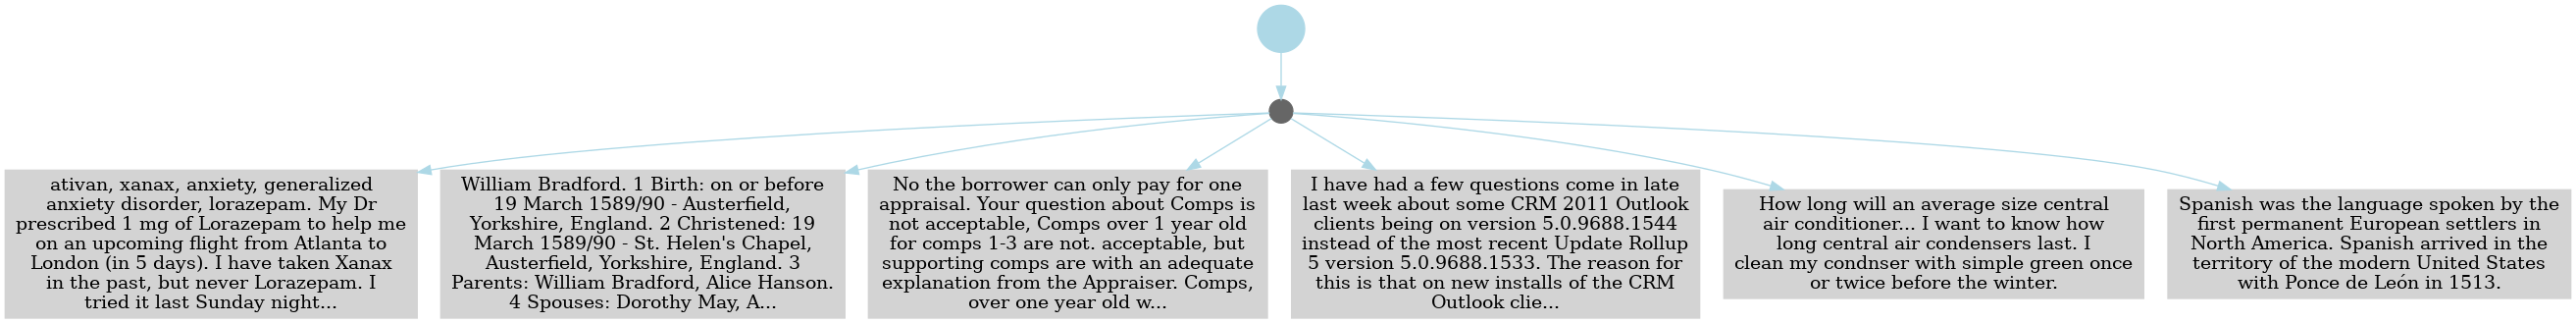 ativan, xanax, anxiety, generalized
anxiety disorder, lorazepam. My Dr
prescribed 1 mg of Lorazepam to help me
on an upcoming flight from Atlanta to
London (in 5 days). I have taken Xanax
in the past, but never Lorazepam. I
tried it last Sunday night...
William Bradford. 1 Birth: on or before
19 March 1589/90 - Austerfield,
Yorkshire, England. 2 Christened: 19
March 1589/90 - St. Helen's Chapel,
Austerfield, Yorkshire, England. 3
Parents: William Bradford, Alice Hanson.
4 Spouses: Dorothy May, A...
No the borrower can only pay for one
appraisal. Your question about Comps is
not acceptable, Comps over 1 year old
for comps 1-3 are not. acceptable, but
supporting comps are with an adequate
explanation from the Appraiser. Comps,
over one year old w...
I have had a few questions come in late
last week about some CRM 2011 Outlook
clients being on version 5.0.9688.1544
instead of the most recent Update Rollup
5 version 5.0.9688.1533. The reason for
this is that on new installs of the CRM
Outlook clie...
How long will an average size central
air conditioner... I want to know how
long central air condensers last. I
clean my condnser with simple green once
or twice before the winter.
Spanish was the language spoken by the
first permanent European settlers in
North America. Spanish arrived in the
territory of the modern United States
with Ponce de León in 1513.